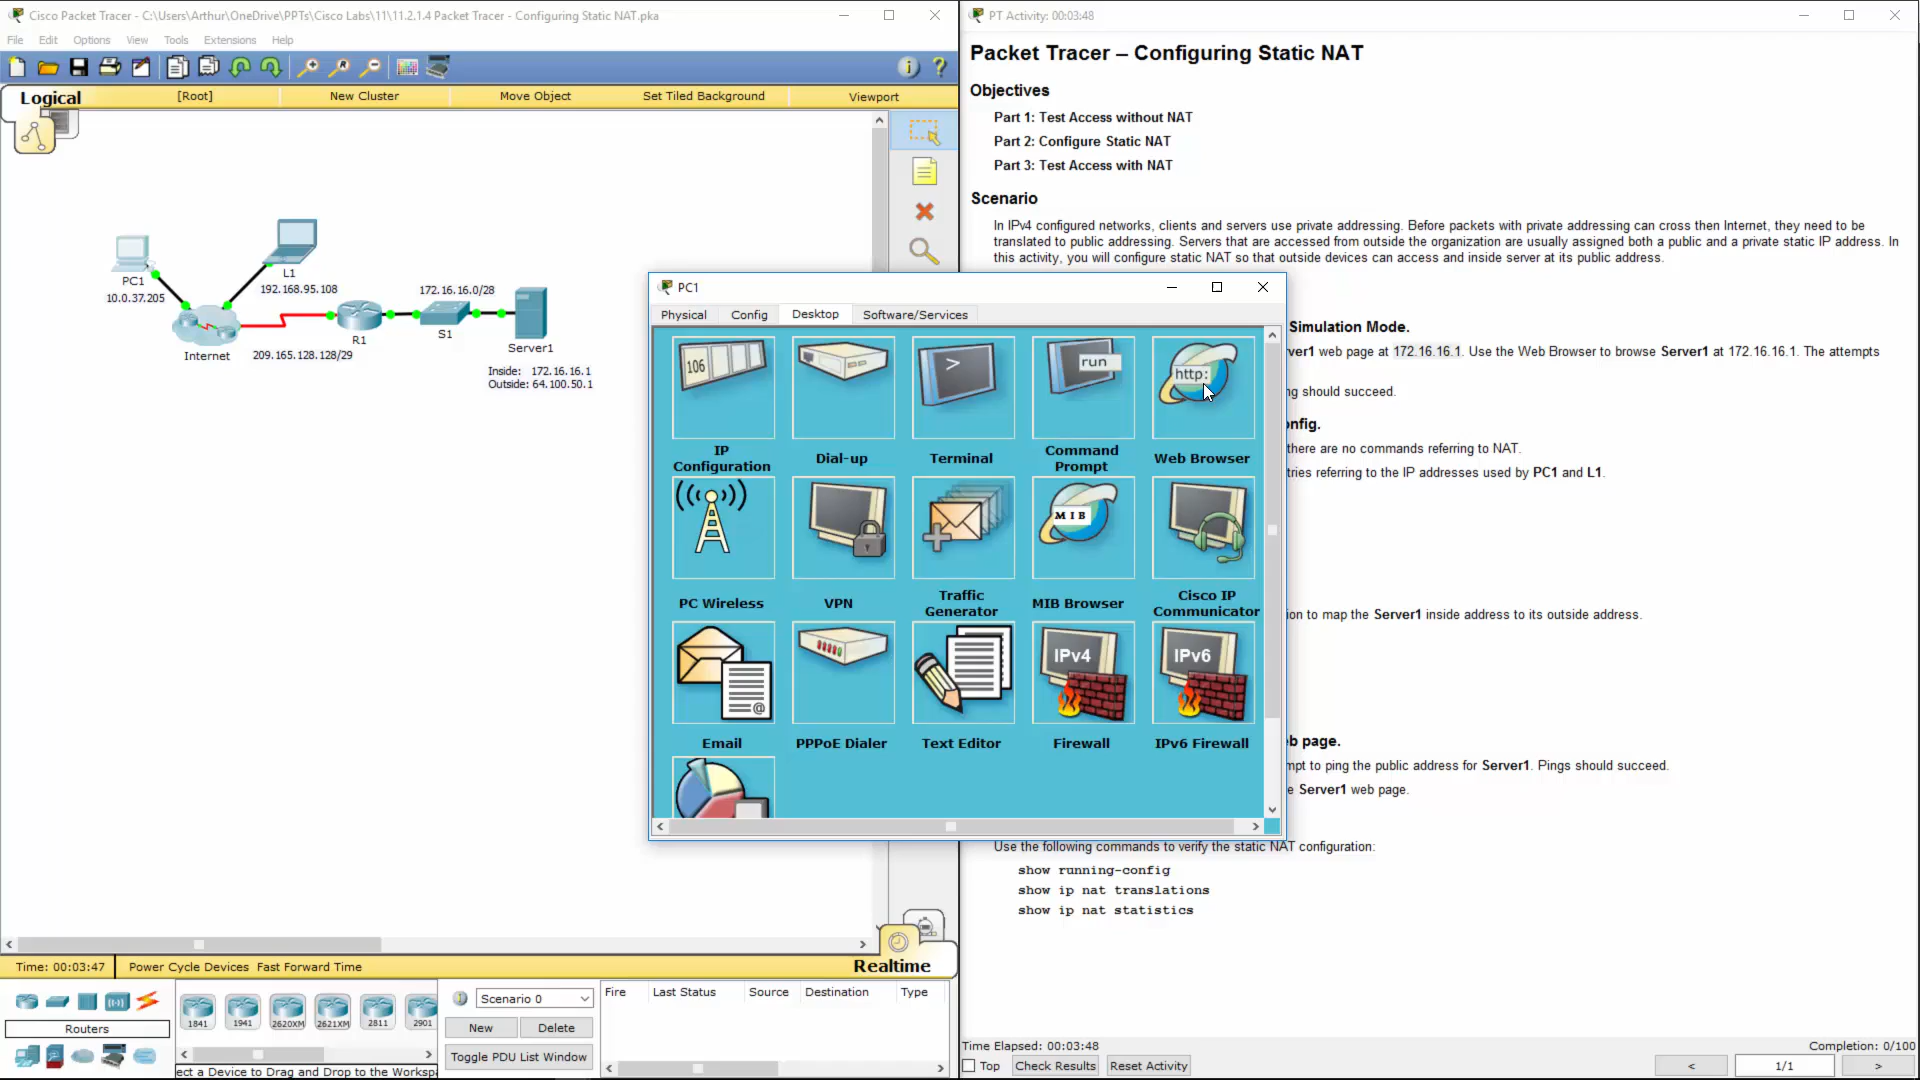 Cisco Packet Tracer - C:\Users\Arthur\OneDrive\PPTs\Cisco Labs\11\11.2.1.4 Packet Tracer - Configuring Static NAT.pka
File Edit Options View Tools Extensions Help
Logical [Root] New Cluster Move Object Set Tiled Background Viewport
PC1
10.0.37.205
L1
192.168.95.108
Internet
209.165.128.128/29
R1
172.16.16.0/28
S1
Server1
Inside: 172.16.16.1
Outside: 64.100.50.1
PC1
Physical Config Desktop Software/Services
106
>
run
http:
IP Configuration
Dial-up
Terminal
Command Prompt
Web Browser
MIB
PC Wireless
VPN
Traffic Generator
MIB Browser
Cisco IP Communicator
IPv4
IPv6
Email
PPPoE Dialer
Text Editor
Firewall
IPv6 Firewall
Time: 00:03:47 Power Cycle Devices Fast Forward Time
Realtime
Routers
1841 1941 2620XM 2621XM 2811 2901
ect a Device to Drag and Drop to the Workspa
Scenario 0
New Delete
Toggle PDU List Window
Fire Last Status Source Destination Type
PT Activity: 00:03:48
Packet Tracer – Configuring Static NAT
Objectives
Part 1: Test Access without NAT
Part 2: Configure Static NAT
Part 3: Test Access with NAT
Scenario
In IPv4 configured networks, clients and servers use private addressing. Before packets with private addressing can cross then Internet, they need to be
translated to public addressing. Servers that are accessed from outside the organization are usually assigned both a public and a private static IP address. In
this activity, you will configure static NAT so that outside devices can access and inside server at its public address.
Simulation Mode.
ver1 web page at 172.16.16.1. Use the Web Browser to browse Server1 at 172.16.16.1. The attempts
ng should succeed.
nfig.
there are no commands referring to NAT.
tries referring to the IP addresses used by PC1 and L1.
ion to map the Server1 inside address to its outside address.
b page.
mpt to ping the public address for Server1. Pings should succeed.
e Server1 web page.
Use the following commands to verify the static NAT configuration:
show running-config
show ip nat translations
show ip nat statistics
Time Elapsed: 00:03:48 Completion: 0/100
Top Check Results Reset Activity < 1/1 >